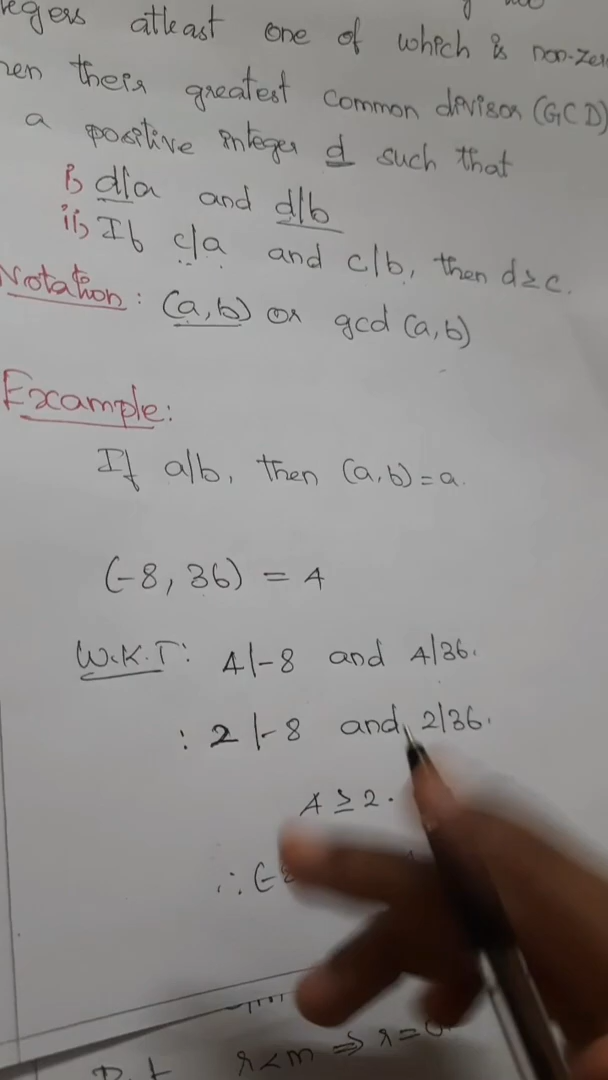 atleast one of which is non-zero
their greatest common divisor (GCD)
a positive integer d such that
i) d|a and d|b
ii) If c|a and c|b, then d≥c.
Notation: (a,b) or gcd (a,b)
Example:
If a|b, then (a,b)=a.
(-8, 36) = 4
W.K.T: 4|-8 and 4|36.
: 2|-8 and 2|36.
4 ≥ 2.
∴ (-8
r<m ⇒ r=0